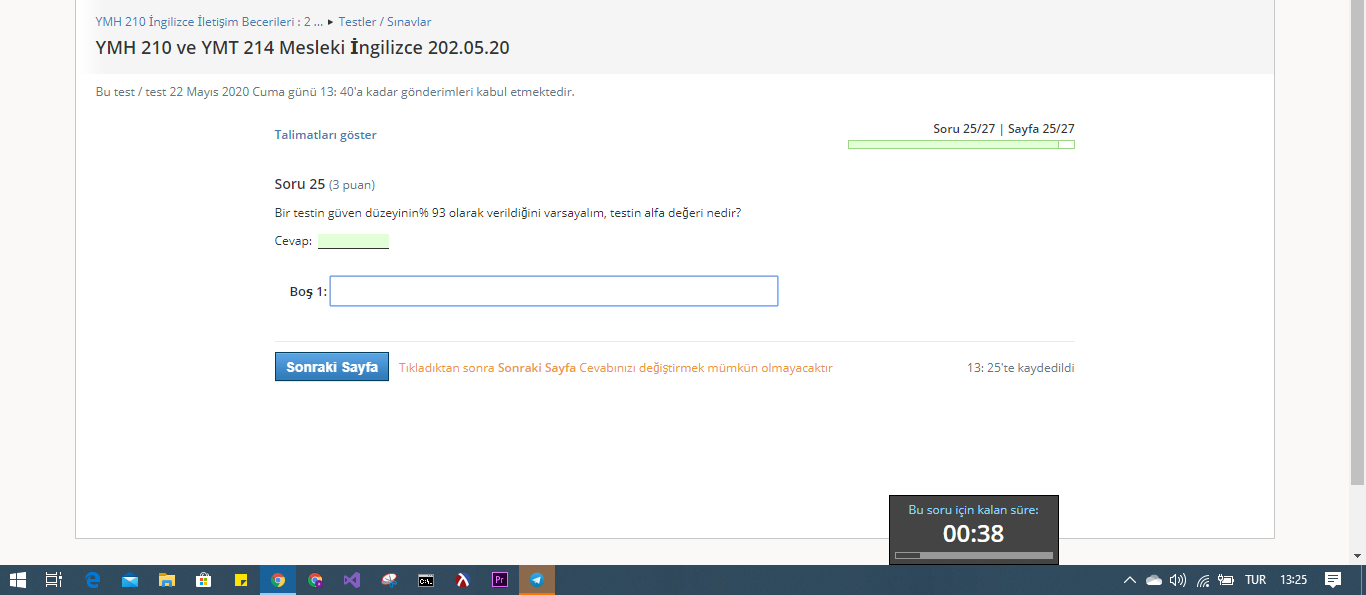 YMH 210 İngilizce İletişim Becerileri : 2 ... ▸ Testler / Sınavlar
YMH 210 ve YMT 214 Mesleki İngilizce 202.05.20
Bu test / test 22 Mayıs 2020 Cuma günü 13: 40'a kadar gönderimleri kabul etmektedir.
Talimatları göster
Soru 25/27 | Sayfa 25/27
Soru 25 (3 puan)
Bir testin güven düzeyinin% 93 olarak verildiğini varsayalım, testin alfa değeri nedir?
Cevap:
Boş 1:
Sonraki Sayfa Tıkladıktan sonra Sonraki Sayfa Cevabınızı değiştirmek mümkün olmayacaktır 13: 25'te kaydedildi
Bu soru için kalan süre:
00:38
C:\. Pr TUR 13:25